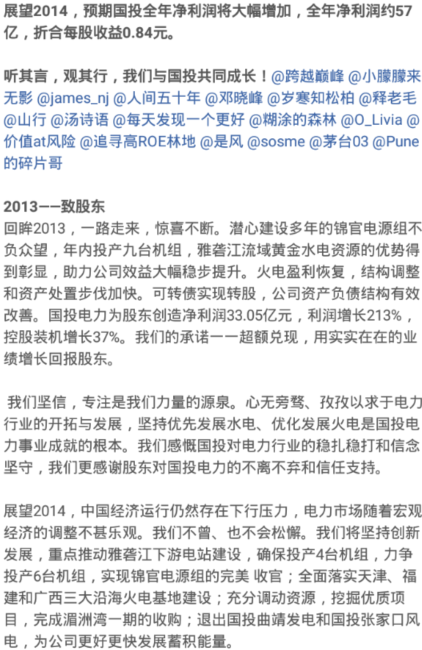 展望2014，预期国投全年净利润将大幅增加，全年净利润约57
亿，折合每股收益0.84元。
听其言，观其行，我们与国投共同成长！@跨越巅峰 @小朦朦来
无影 @james_nj @人间五十年 @邓晓峰 @岁寒知松柏 @释老毛
@山行 @汤诗语 @每天发现一个更好 @糊涂的森林 @O_Livia @
价值at风险 @追寻高ROE林地 @是风 @sosme @茅台03 @Pune
的碎片哥
2013——致股东
回眸2013，一路走来，惊喜不断。潜心建设多年的锦官电源组不
负众望，年内投产九台机组，雅砻江流域黄金水电资源的优势得
到彰显，助力公司效益大幅稳步提升。火电盈利恢复，结构调整
和资产处置步伐加快。可转债实现转股，公司资产负债结构有效
改善。国投电力为股东创造净利润33.05亿元，利润增长213%，
控股装机增长37%。我们的承诺一一超额兑现，用实实在在的业
绩增长回报股东。
我们坚信，专注是我们力量的源泉。心无旁骛、孜孜以求于电力
行业的开拓与发展，坚持优先发展水电、优化发展火电是国投电
力事业成就的根本。我们感慨国投对电力行业的稳扎稳打和信念
坚守，我们更感谢股东对国投电力的不离不弃和信任支持。
展望2014，中国经济运行仍然存在下行压力，电力市场随着宏观
经济的调整不甚乐观。我们不曾、也不会松懈。我们将坚持创新
发展，重点推动雅砻江下游电站建设，确保投产4台机组，力争
投产6台机组，实现锦官电源组的完美 收官；全面落实天津、福
建和广西三大沿海火电基地建设；充分调动资源，挖掘优质项
目，完成湄洲湾一期的收购；退出国投曲靖发电和国投张家口风
电，为公司更好更快发展蓄积能量。